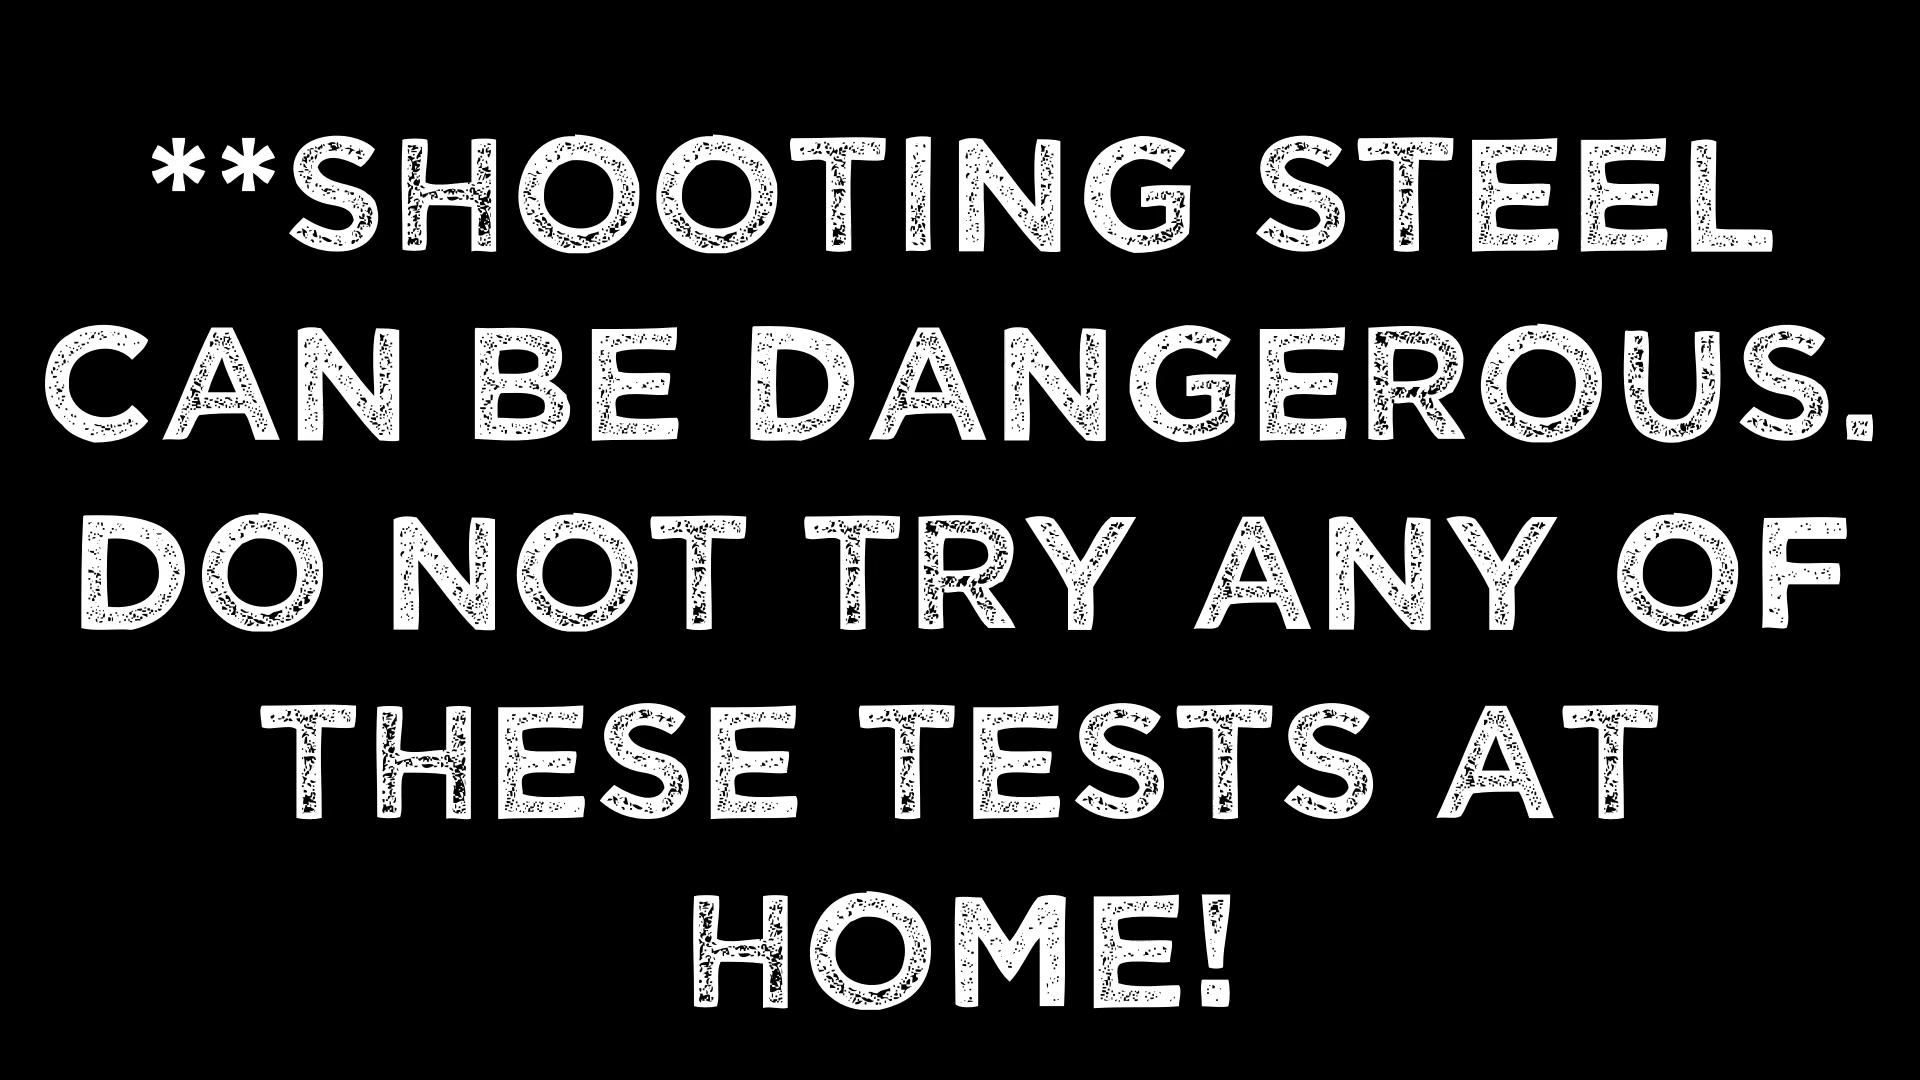 **SHOOTING STEEL
CAN BE DANGEROUS.
DO NOT TRY ANY OF
THESE TESTS AT
HOME!